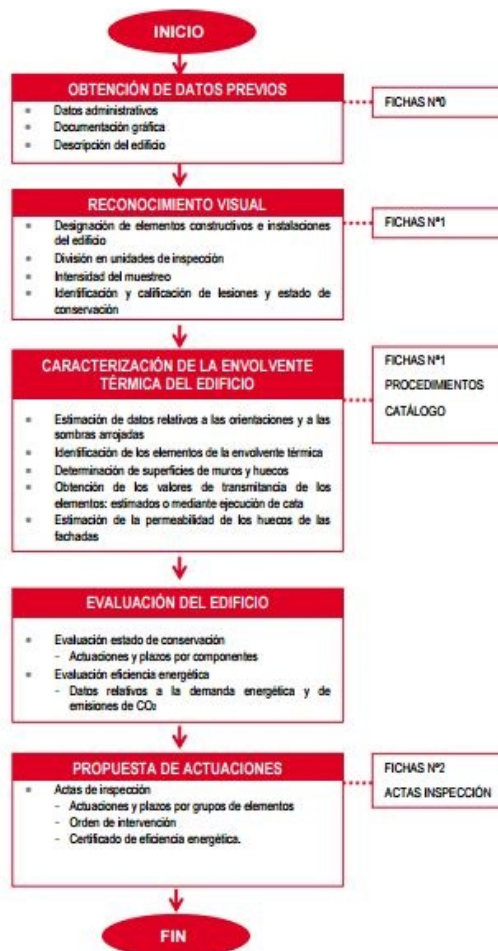 INICIO
OBTENCIÓN DE DATOS PREVIOS
Datos administrativos
Documentación gráfica
Descripción del edificio
FICHAS Nº0
RECONOCIMIENTO VISUAL
Designación de elementos constructivos e instalaciones
del edificio
División en unidades de inspección
Intensidad del muestreo
Identificación y calificación de lesiones y estado de
conservación
FICHAS Nº1
CARACTERIZACIÓN DE LA ENVOLVENTE
TÉRMICA DEL EDIFICIO
Estimación de datos relativos a las orientaciones y a las
sombras arrojadas
Identificación de los elementos de la envolvente térmica
Determinación de superficies de muros y huecos
Obtención de los valores de transmitancia de los
elementos: estimados o mediante ejecución de cata
Estimación de la permeabilidad de los huecos de las
fachadas
FICHAS Nº1
PROCEDIMIENTOS
CATÁLOGO
EVALUACIÓN DEL EDIFICIO
Evaluación estado de conservación
- Actuaciones y plazos por componentes
Evaluación eficiencia energética
- Datos relativos a la demanda energética y de
emisiones de CO₂
PROPUESTA DE ACTUACIONES
Actas de inspección
- Actuaciones y plazos por grupos de elementos
- Orden de intervención
- Certificado de eficiencia energética.
FICHAS Nº2
ACTAS INSPECCIÓN
FIN